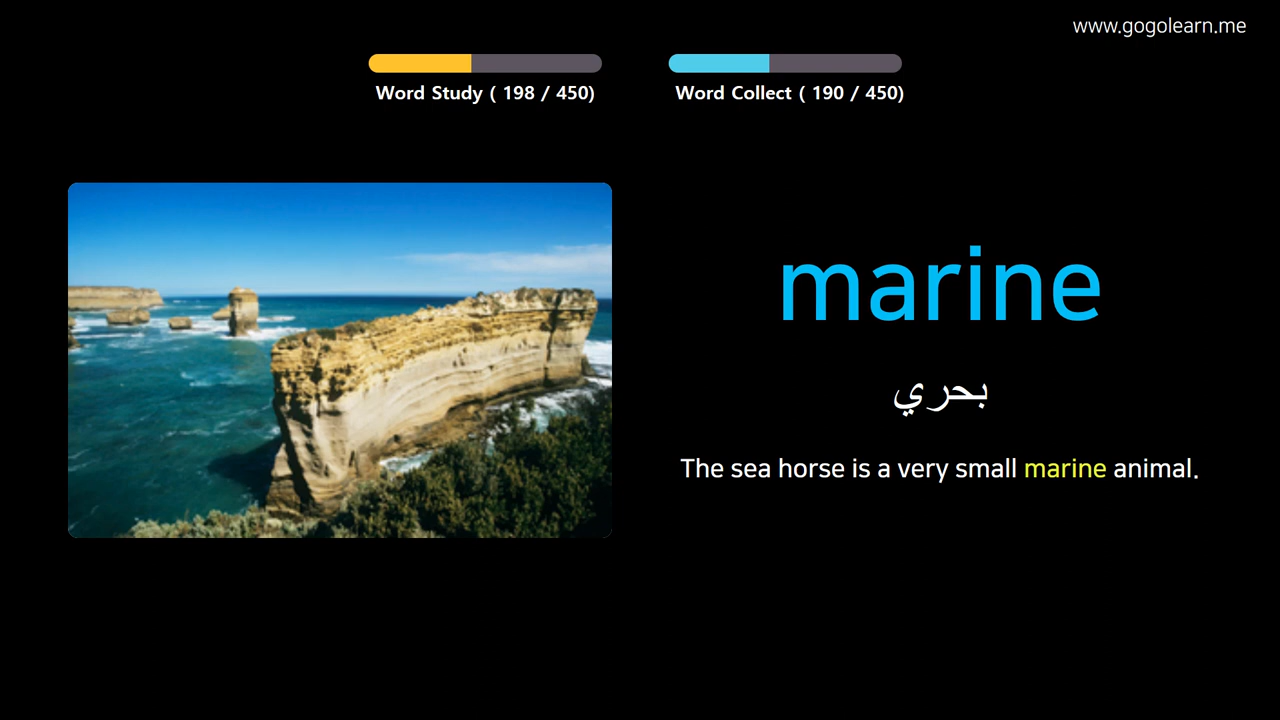 www.gogolearn.me
Word Study ( 198 / 450)
Word Collect ( 190 / 450)
marine
بحري
The sea horse is a very small marine animal.